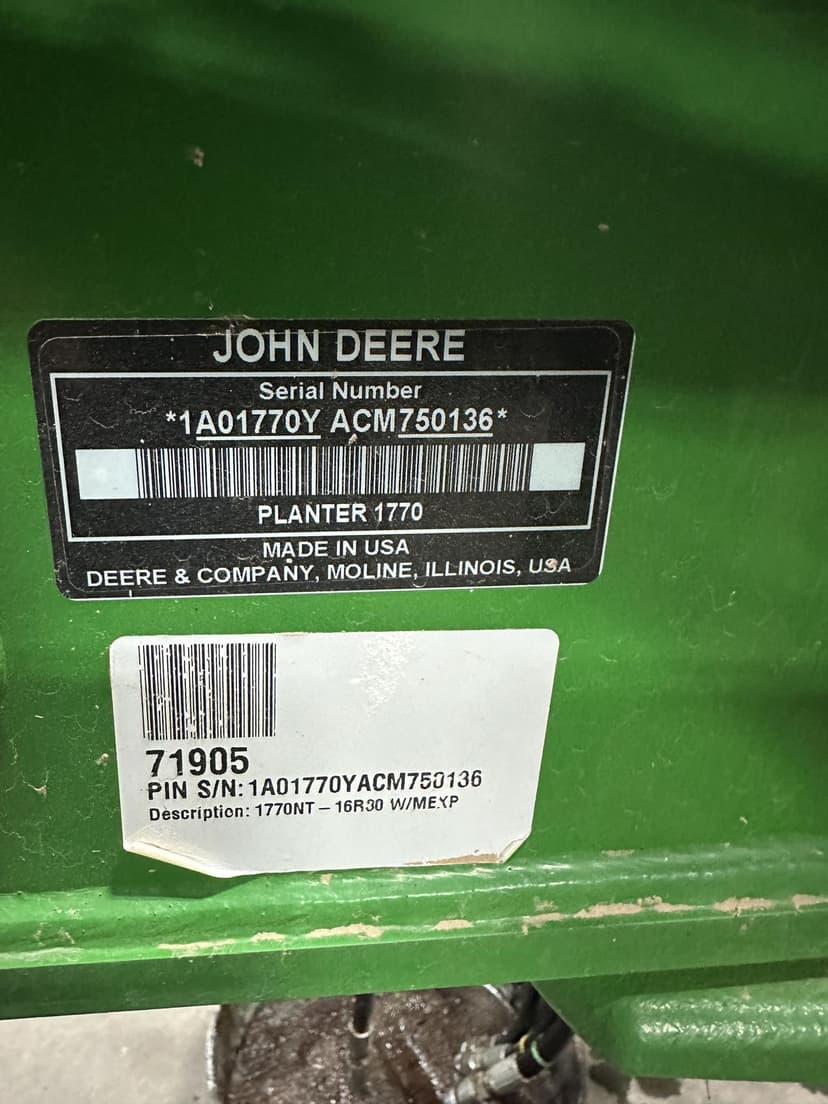 JOHN DEERE
Serial Number
*1A01770Y ACM750136*
PLANTER 1770
MADE IN USA
DEERE & COMPANY, MOLINE, ILLINOIS, USA
71905
PIN S/N: 1A01770YACM750136
Description: 1770NT – 16R30 W/MEXP